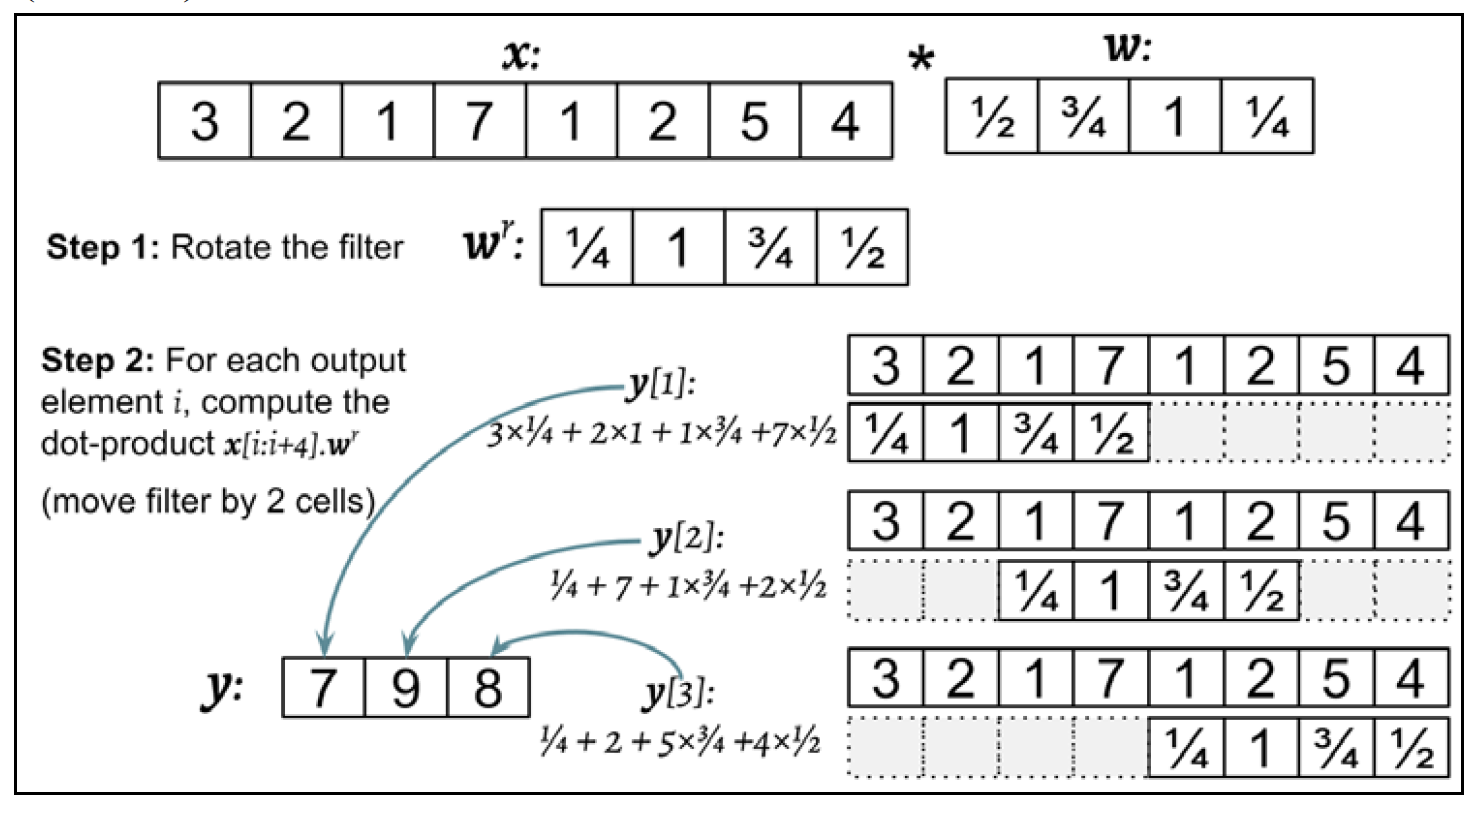 x: * w:
3 2 1 7 1 2 5 4 ½ ¾ 1 ¼
Step 1: Rotate the filter wʳ: ¼ 1 ¾ ½
Step 2: For each output
element i, compute the
dot-product x[i:i+4].wʳ
(move filter by 2 cells)
y[1]:
3×¼ + 2×1 + 1×¾ +7×½
3 2 1 7 1 2 5 4
¼ 1 ¾ ½
y[2]:
¼ + 7 + 1×¾ +2×½
3 2 1 7 1 2 5 4
¼ 1 ¾ ½
y: 7 9 8
y[3]:
¼ + 2 + 5×¾ +4×½
3 2 1 7 1 2 5 4
¼ 1 ¾ ½